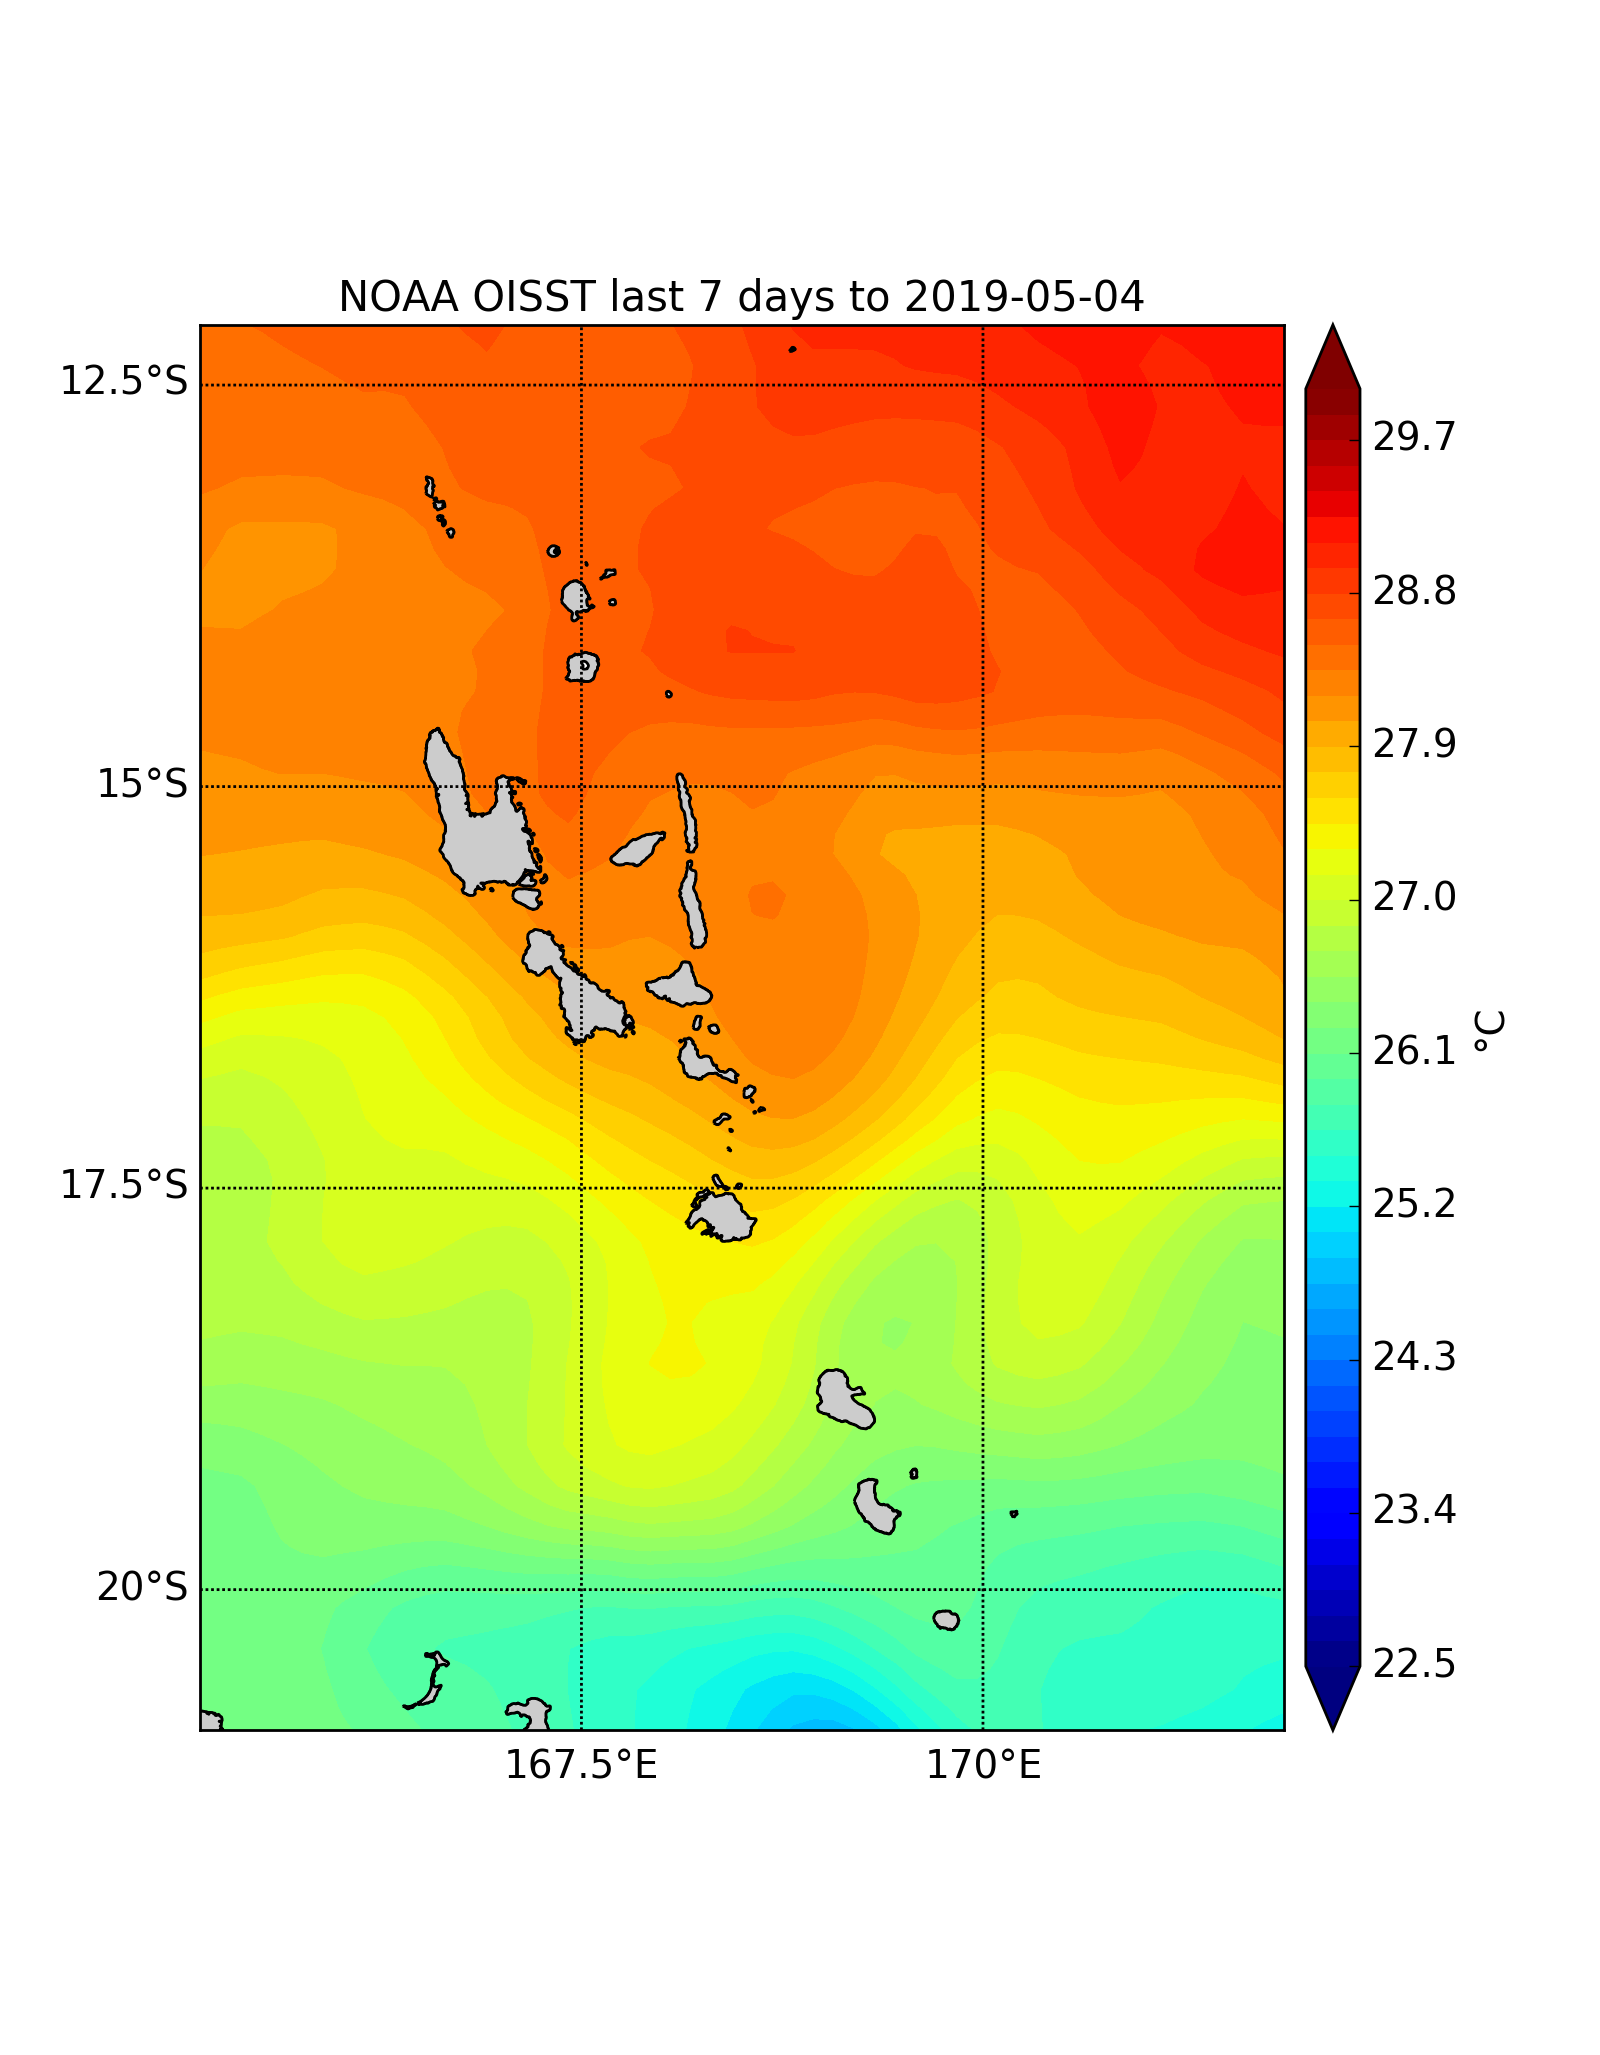 NOAA OISST last 7 days to 2019-05-04
12.5°S
15°S
17.5°S
20°S
167.5°E
170°E
29.7
28.8
27.9
27.0
26.1
25.2
24.3
23.4
22.5
°C